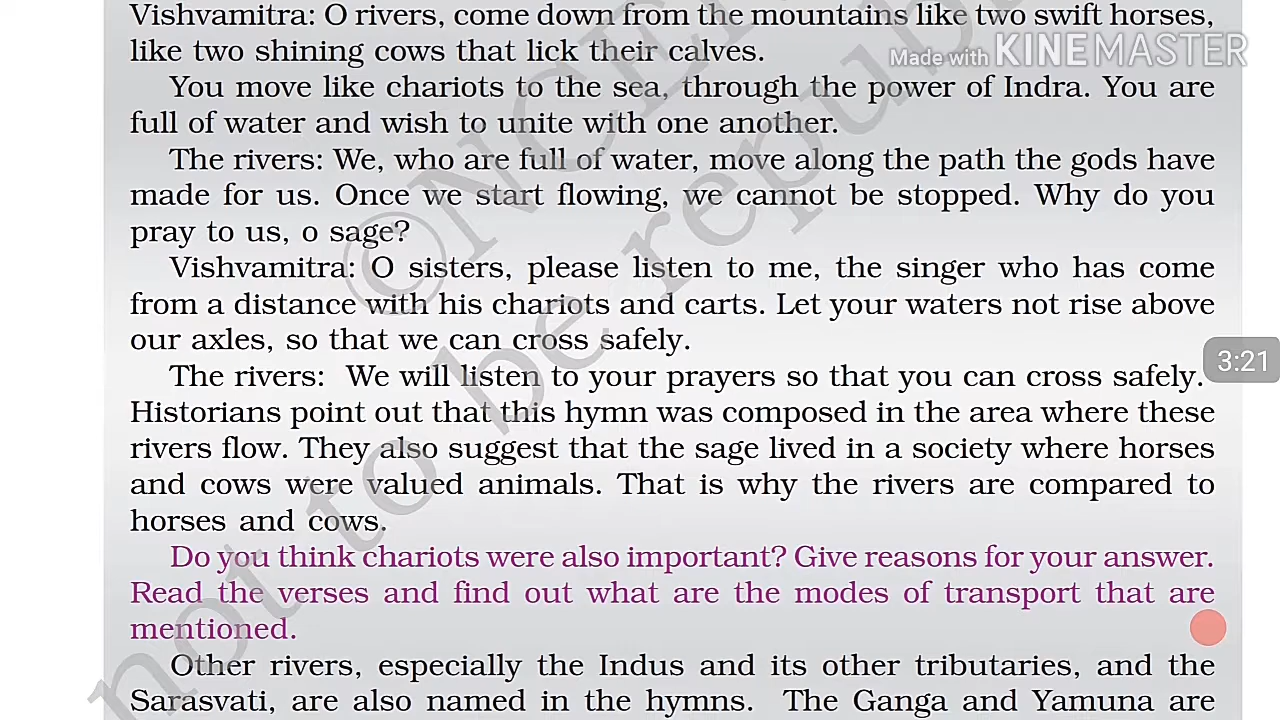 Vishvamitra: O rivers, come down from the mountains like two swift horses,
like two shining cows that lick their calves.
Made with KINEMASTER
You move like chariots to the sea, through the power of Indra. You are
full of water and wish to unite with one another.
The rivers: We, who are full of water, move along the path the gods have
made for us. Once we start flowing, we cannot be stopped. Why do you
pray to us, o sage?
Vishvamitra: O sisters, please listen to me, the singer who has come
from a distance with his chariots and carts. Let your waters not rise above
our axles, so that we can cross safely.
3:21
The rivers: We will listen to your prayers so that you can cross safely.
Historians point out that this hymn was composed in the area where these
rivers flow. They also suggest that the sage lived in a society where horses
and cows were valued animals. That is why the rivers are compared to
horses and cows.
Do you think chariots were also important? Give reasons for your answer.
Read the verses and find out what are the modes of transport that are
mentioned.
Other rivers, especially the Indus and its other tributaries, and the
Sarasvati, are also named in the hymns. The Ganga and Yamuna are
©NCE
not to be republ